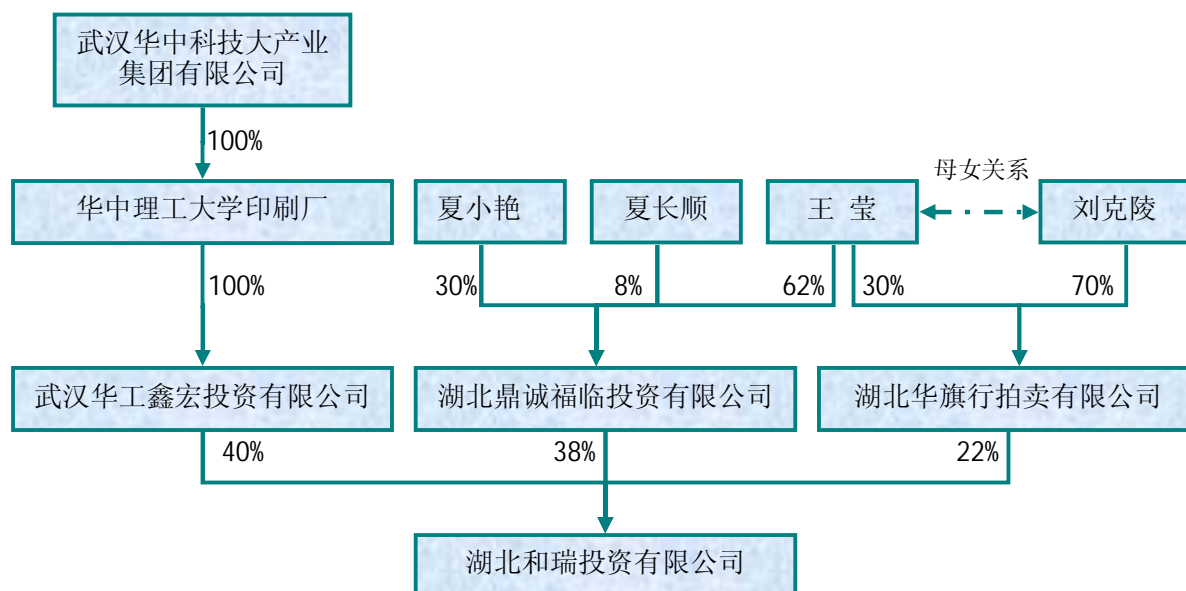 武汉华中科技大产业
集团有限公司
100%
母女关系
华中理工大学印刷厂
夏小艳
夏长顺
王 莹
刘克陵
100%
30%
8%
62%
30%
70%
武汉华工鑫宏投资有限公司
湖北鼎诚福临投资有限公司
湖北华旗行拍卖有限公司
40%
38%
22%
湖北和瑞投资有限公司